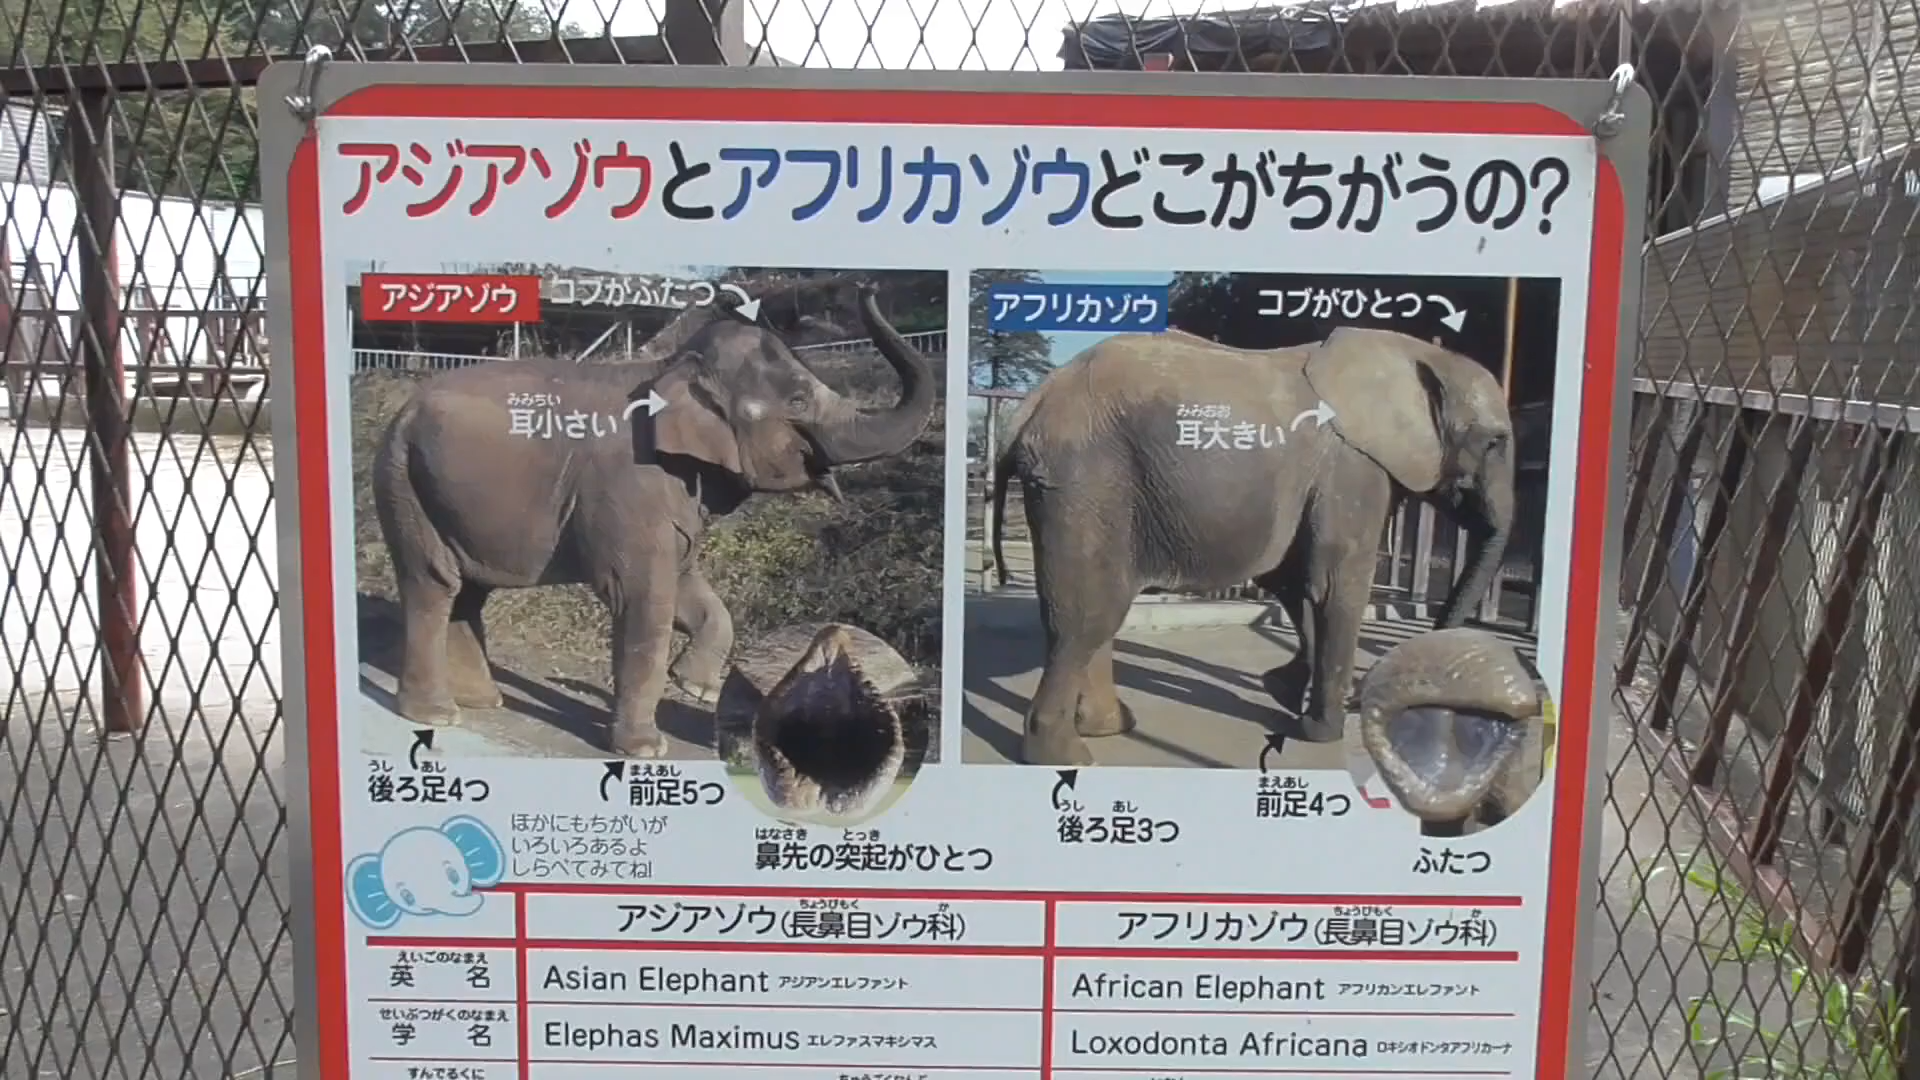 アジアゾウとアフリカゾウどこがちがうの?
アジアゾウ
コブがふたつ
みみちい
耳小さい
うし あし
後ろ足4つ
まえあし
前足5つ
はなさき とっき
鼻先の突起がひとつ
アフリカゾウ
コブがひとつ
みみおお
耳大きい
うし あし
後ろ足3つ
まえあし
前足4つ
ふたつ
ほかにもちがいが
いろいろあるよ
しらべてみてね!
ちょうびもく か
アジアゾウ(長鼻目ゾウ科)
ちょうびもく か
アフリカゾウ(長鼻目ゾウ科)
えいごのなまえ
英名
Asian Elephant アジアンエレファント
African Elephant アフリカンエレファント
せいぶつがくのなまえ
学名
Elephas Maximus エレファスマキシマス
Loxodonta Africana ロキシオドンタアフリカーナ
すんでるくに